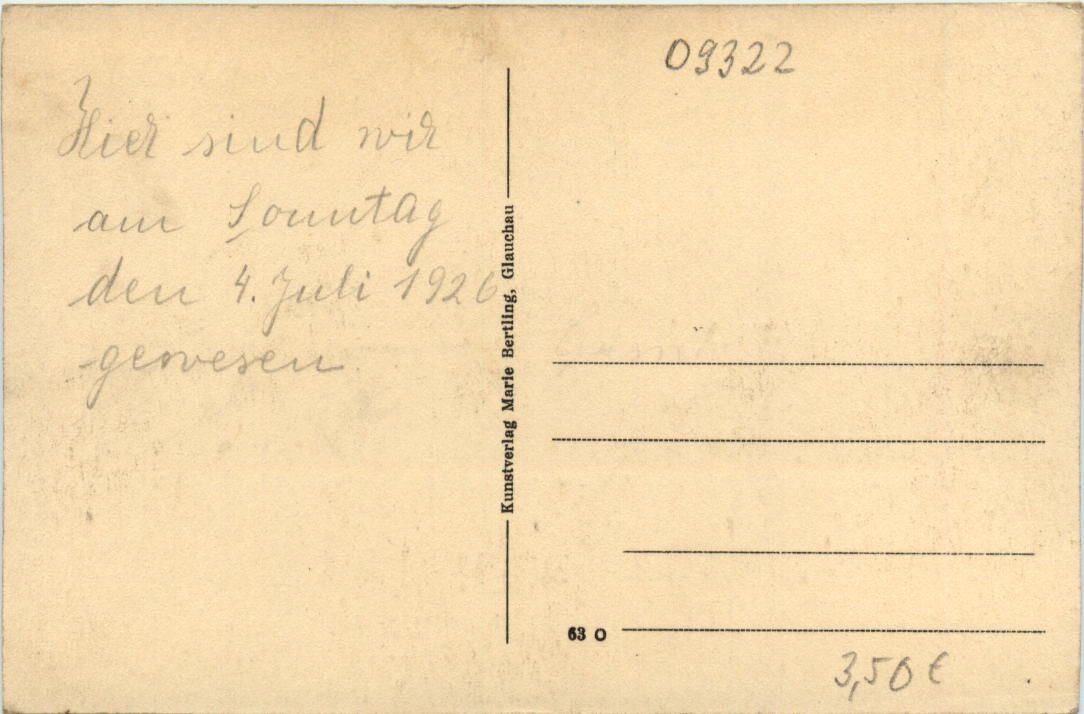 Hier sind wir
am Sonntag
den 4. Juli 1926
gewesen
Kunstverlag Marie Bertling, Glauchau
09322
63 O
3,50 €